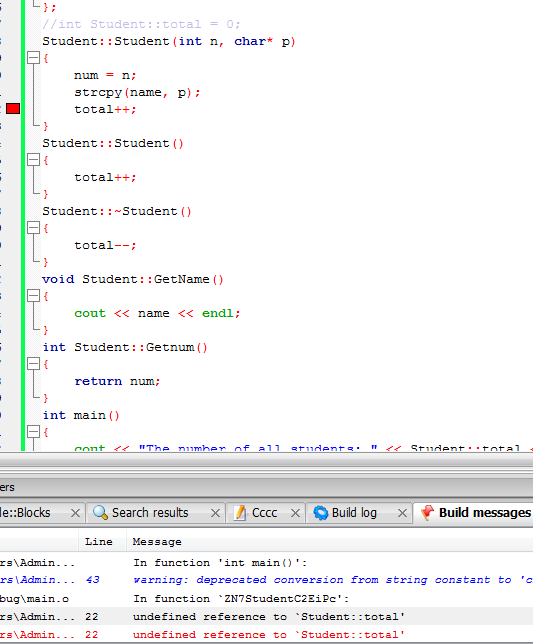 };
//int Student::total = 0;
Student::Student(int n, char* p)
{
num = n;
strcpy(name, p);
total++;
}
Student::Student()
{
total++;
}
Student::~Student()
{
total--;
}
void Student::GetName()
{
cout << name << endl;
}
int Student::Getnum()
{
return num;
}
int main()
{
cout << "The number of all students: " << Student::total <
ers
le::Blocks Search results Cccc Build log Build messages
Line Message
rs\Admin... In function 'int main()':
rs\Admin... 43 warning: deprecated conversion from string constant to 'c
bug\main.o In function `ZN7StudentC2EiPc':
rs\Admin... 22 undefined reference to `Student::total'
rs\Admin... 22 undefined reference to `Student::total'